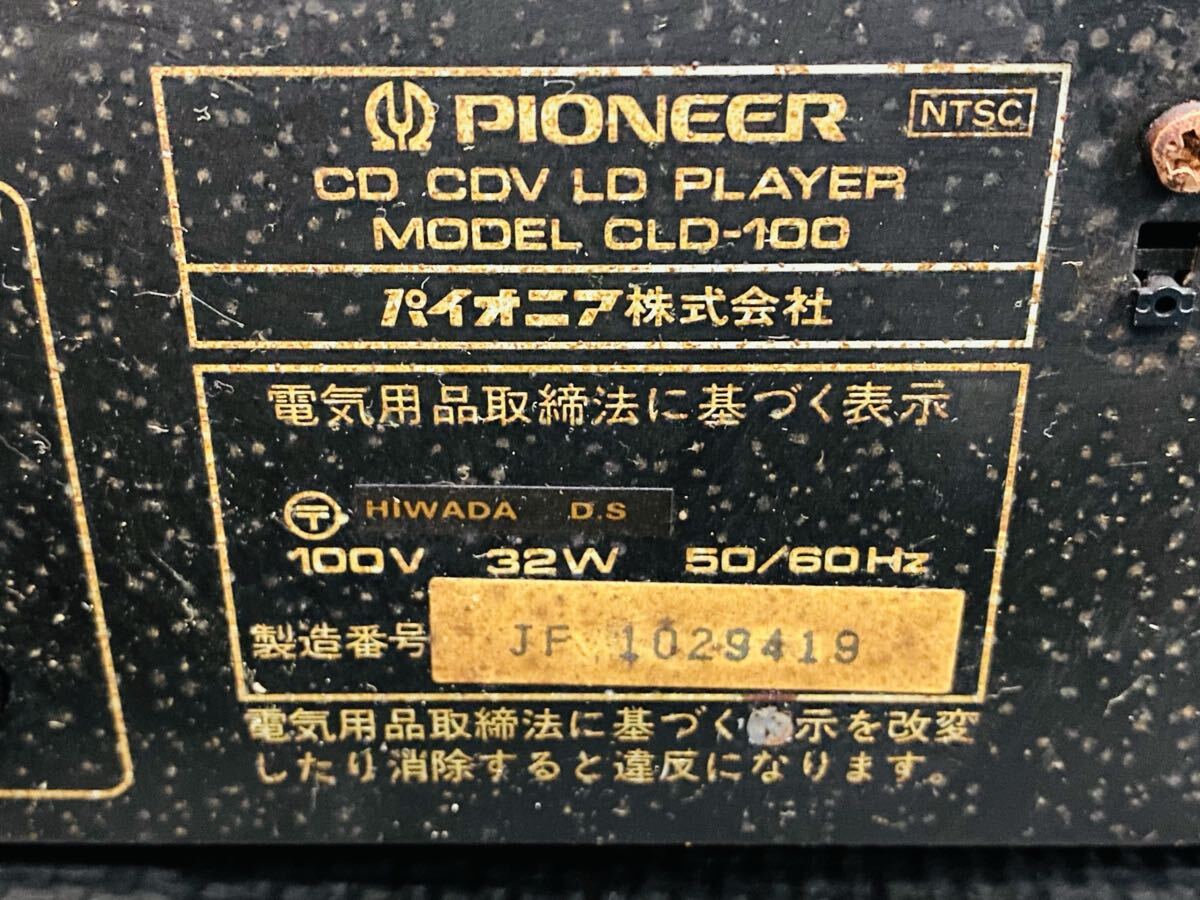 PIONEER NTSC
CD CDV LD PLAYER
MODEL CLD-100
パイオニア株式会社
電気用品取締法に基づく表示
〒 HIWADA D.S
100V 32W 50/60Hz
製造番号 JF 1029419
電気用品取締法に基づく 示を改変
したり消除すると違反になります。